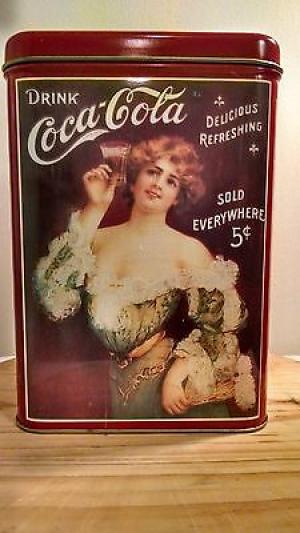 DRINK
Coca-Cola
DELICIOUS
REFRESHING
SOLD
EVERYWHERE
5¢